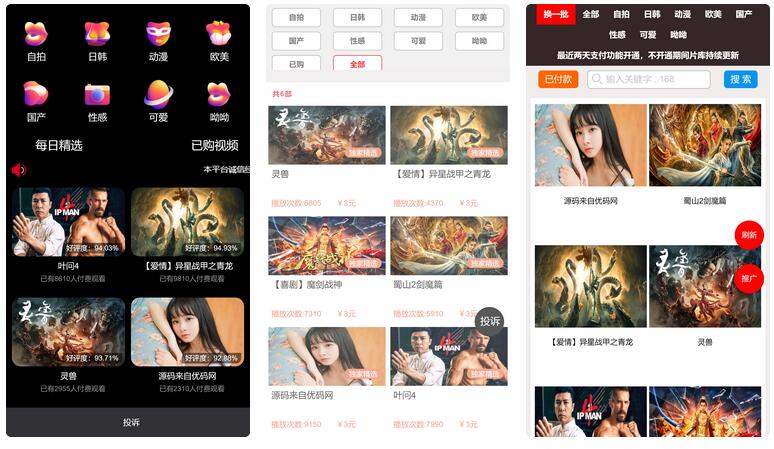 自拍 日韩 动漫 欧美
国产 性感 可爱 呦呦
每日精选 已购视频
本平台诚信
IP MAN 4
好评度：94.03%
好评度：94.93%
叶问4 【爱情】异星战甲之青龙
已有6610人付费观看 已有9810人付费观看
灵兽
好评度：93.71%
好评度：92.88%
灵兽 源码来自优码网
已有2955人付费观看 已有2310人付费观看
投诉
自拍 日韩 动漫 欧美
国产 性感 可爱 呦呦
已购 全部
共6部
灵兽
独家精选 独家精选
灵兽 【爱情】异星战甲之青龙
播放次数:6805 ￥3元 播放次数:4370 ￥3元
独家精选 独家精选
【喜剧】魔剑战神 蜀山2剑魔篇
播放次数:7310 ￥3元 播放次数:5910 ￥3元
投诉
IP MAN 4
独家精选 独家精选
源码来自优码网 叶问4
播放次数:9150 ￥3元 播放次数:7990 ￥3元
换一批 全部 自拍 日韩 动漫 欧美 国产
性感 可爱 呦呦
最近两天支付功能开通，不开通期间片库持续更新
已付款 输入关键字...168 搜 索
源码来自优码网 蜀山2剑魔篇
刷新
灵兽
推广
【爱情】异星战甲之青龙 灵兽
IP MAN 4